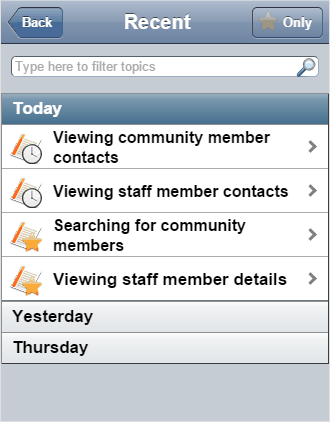 Back
Recent
Only
Type here to filter topics
Today
Viewing community member
contacts
Viewing staff member contacts
Searching for community
members
Viewing staff member details
Yesterday
Thursday